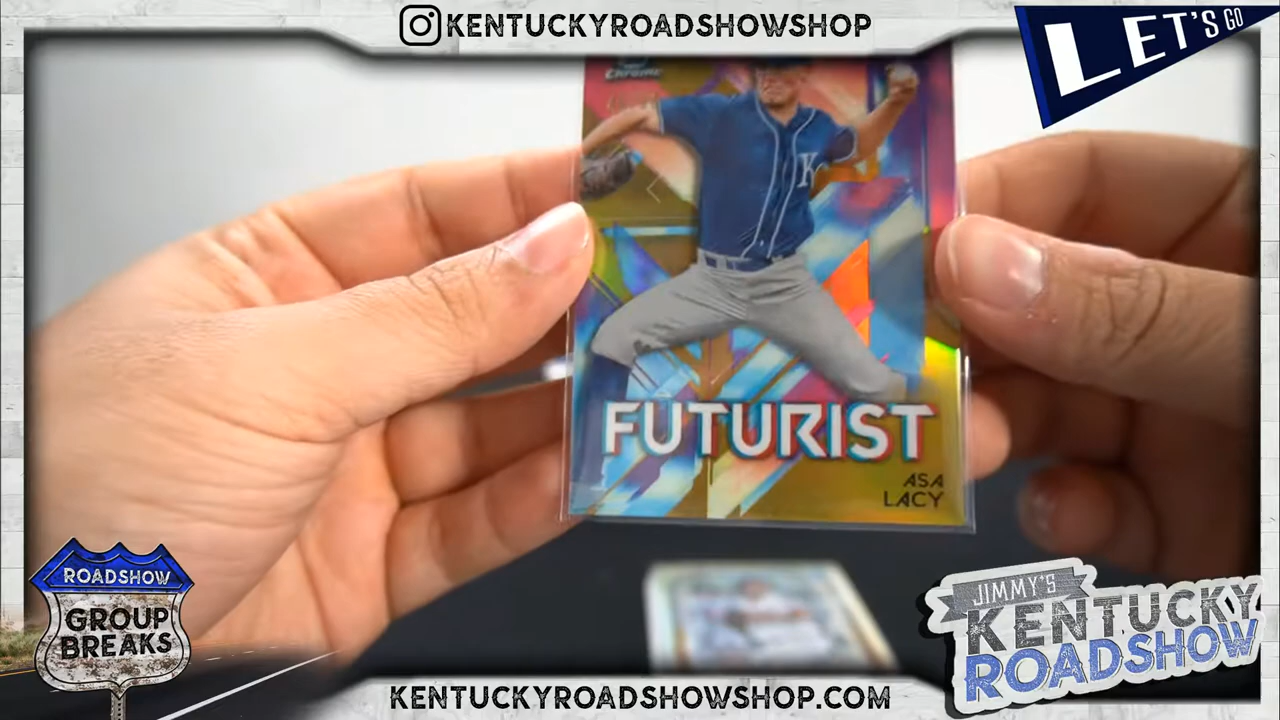 KENTUCKYROADSHOWSHOP
LET'S GO
CHROME
K
FUTURIST
ASA
LACY
ROADSHOW
GROUP
BREAKS
JIMMY'S
KENTUCKY
ROADSHOW
KENTUCKYROADSHOWSHOP.COM